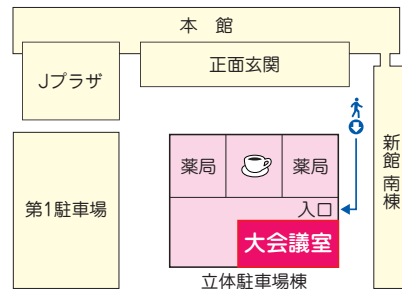 本 館
正面玄関
Jプラザ
新館 南棟
薬局
薬局
第1駐車場
入口
大会議室
立体駐車場棟